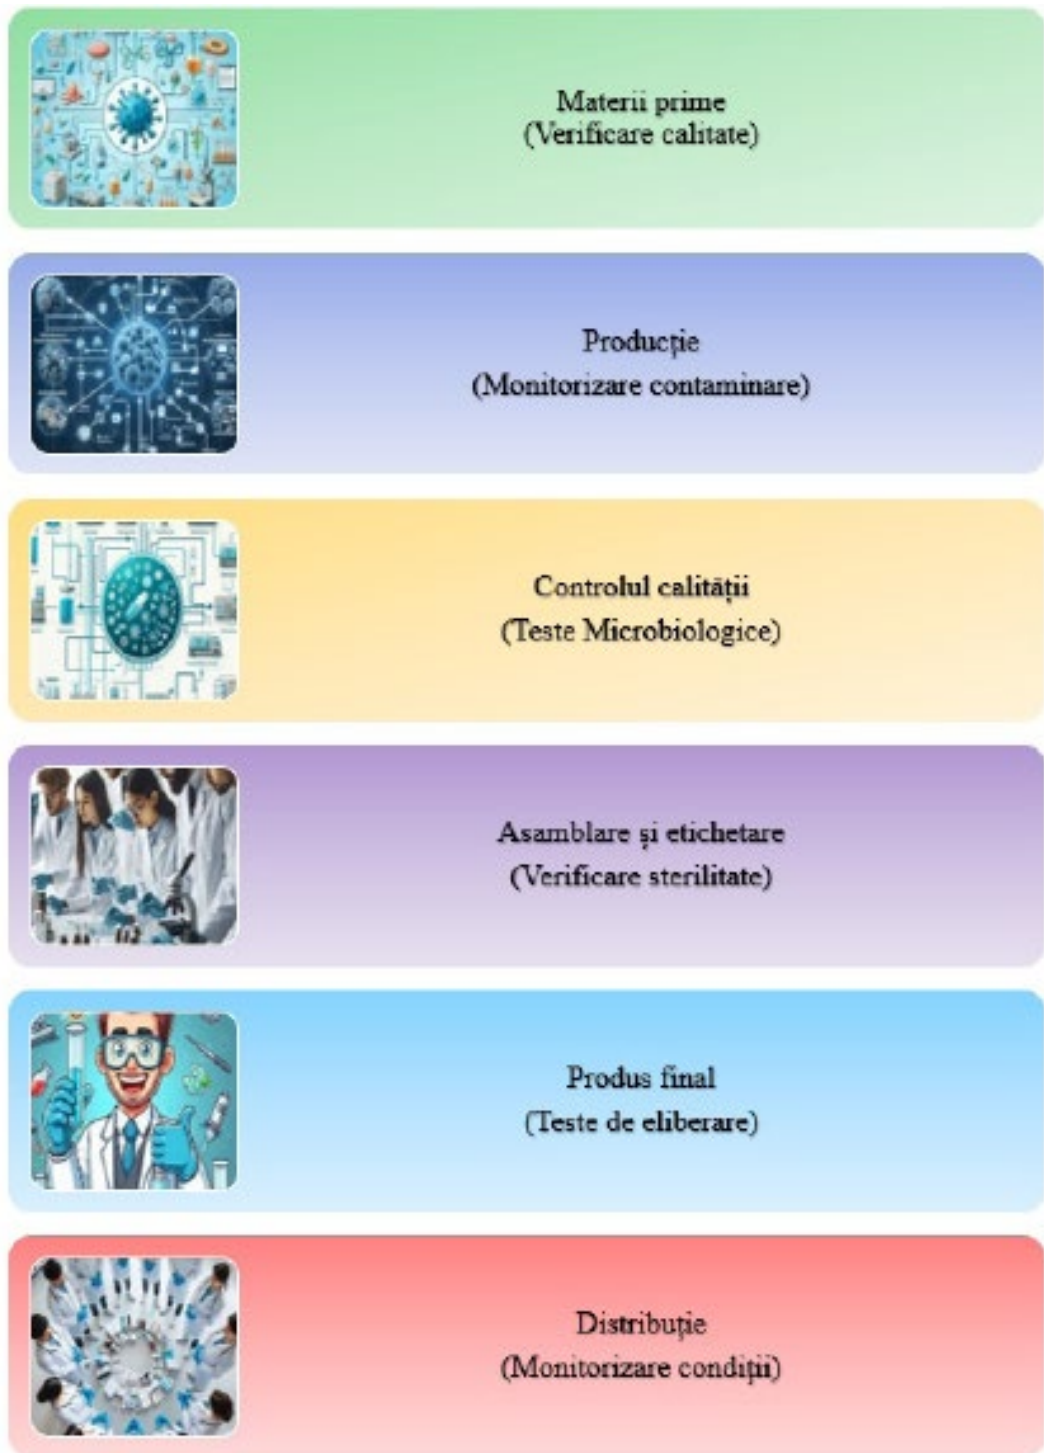 Materii prime
(Verificare calitate)
Producție
(Monitorizare contaminare)
Controlul calității
(Teste Microbiologice)
Asamblare și etichetare
(Verificare sterilitate)
Produs final
(Teste de eliberare)
Distribuție
(Monitorizare condiții)